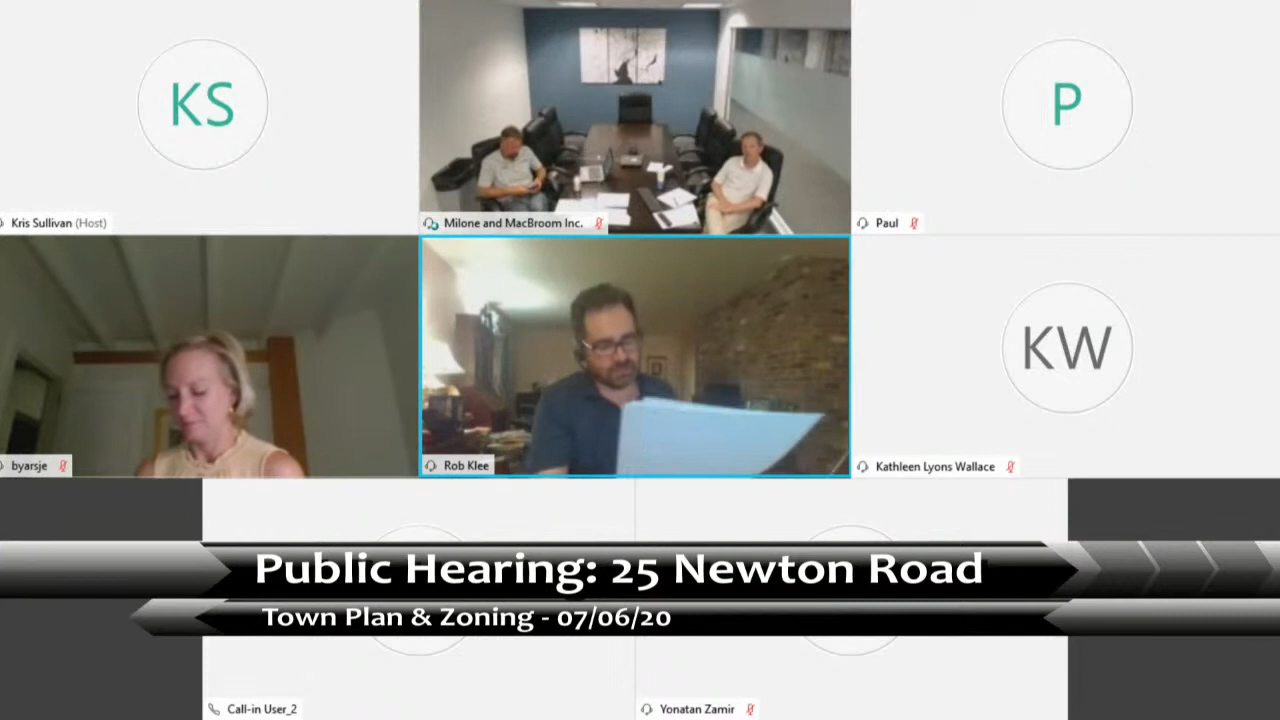 KS
P
Kris Sullivan (Host)
Milone and MacBroom Inc.
Paul
KW
byarsje
Rob Klee
Kathleen Lyons Wallace
Public Hearing: 25 Newton Road
Town Plan & Zoning - 07/06/20
Call-in User_2
Yonatan Zamir